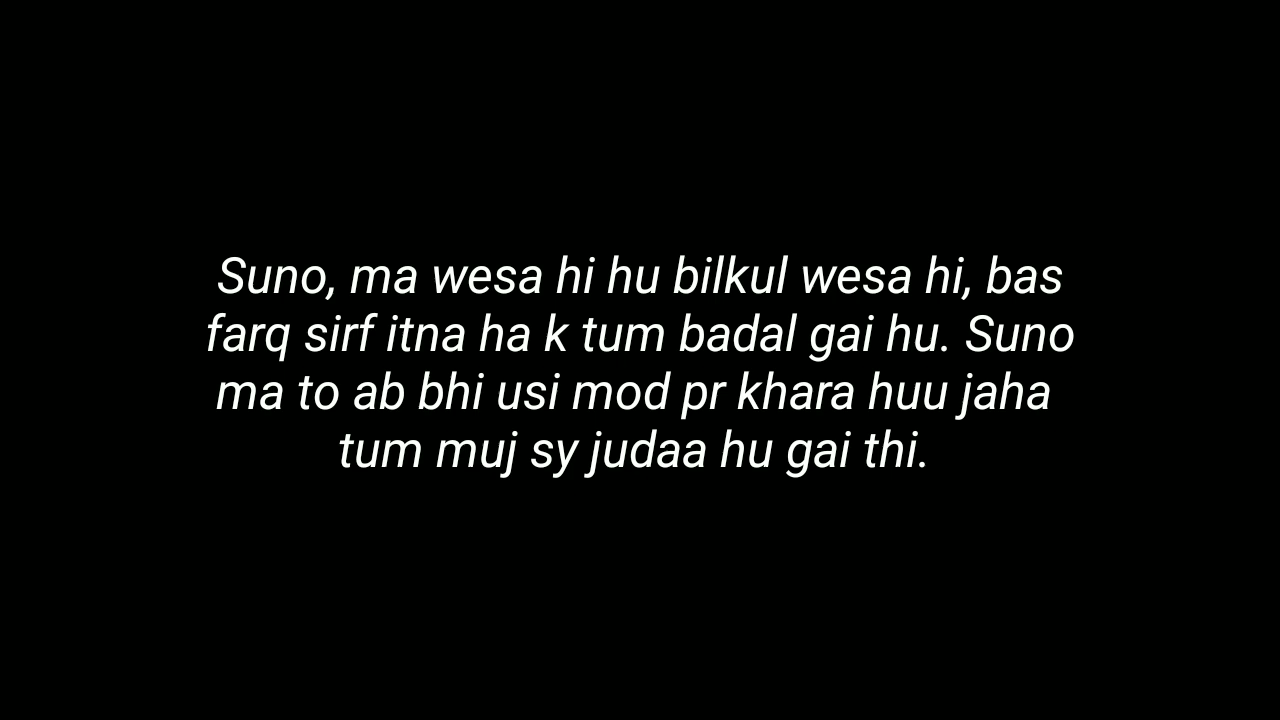 Suno, ma wesa hi hu bilkul wesa hi, bas
farq sirf itna ha k tum badal gai hu. Suno
ma to ab bhi usi mod pr khara huu jaha
tum muj sy judaa hu gai thi.